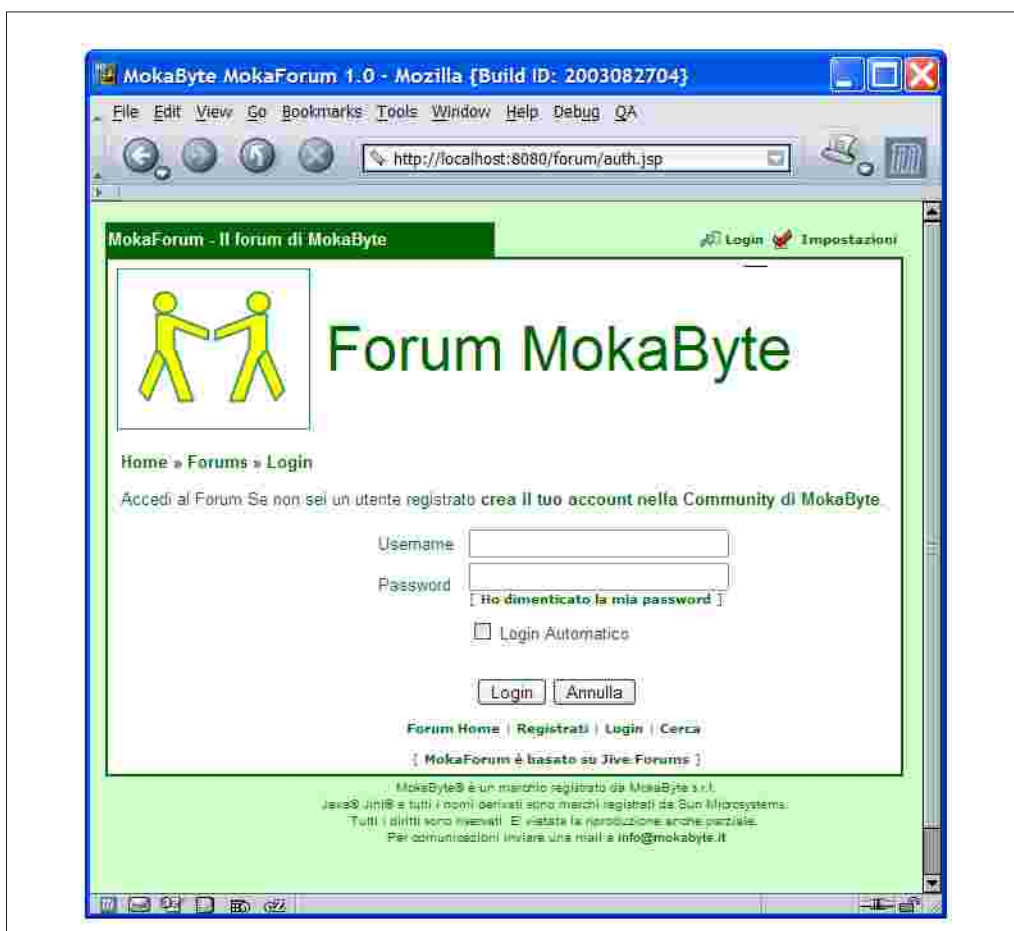 MokaByte MokaForum 1.0 - Mozilla {Build ID: 2003082704}
File Edit View Go Bookmarks Tools Window Help Debug QA
http://localhost:8080/forum/auth.jsp
MokaForum - Il forum di MokaByte
Login Impostazioni
Forum MokaByte
Home » Forums » Login
Accedi al Forum Se non sei un utente registrato crea il tuo account nella Community di MokaByte.
Username
Password
[ Ho dimenticato la mia password ]
Login Automatico
Login Annulla
Forum Home | Registrati | Login | Cerca
[ MokaForum è basato su Jive Forums ]
MokaByte® è un marchio registrato da MokaByte s.r.l.
Java® Jini® e tutti i nomi derivati sono marchi registrati da Sun Microsystems.
Tutti i diritti sono riservati. E' vietata la riproduzione anche parziale.
Per comunicazioni inviare una mail a info@mokabyte.it